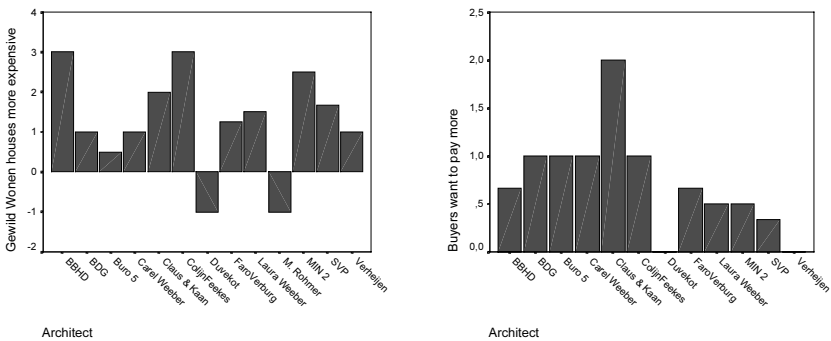 Gewild Wonen houses more expensive
4
3
2
1
0
-1
-2
BBHD
BDG
Buro 5
Carel Weeber
Claus & Kaan
ColijnFeekes
Duvekot
FaroVerburg
Laura Weeber
M. Rohmer
MIN 2
SVP
Verheijen
Architect
Buyers want to pay more
2,5
2,0
1,5
1,0
,5
0,0
BBHD
BDG
Buro 5
Carel Weeber
Claus & Kaan
ColijnFeekes
Duvekot
FaroVerburg
Laura Weeber
MIN 2
SVP
Verheijen
Architect